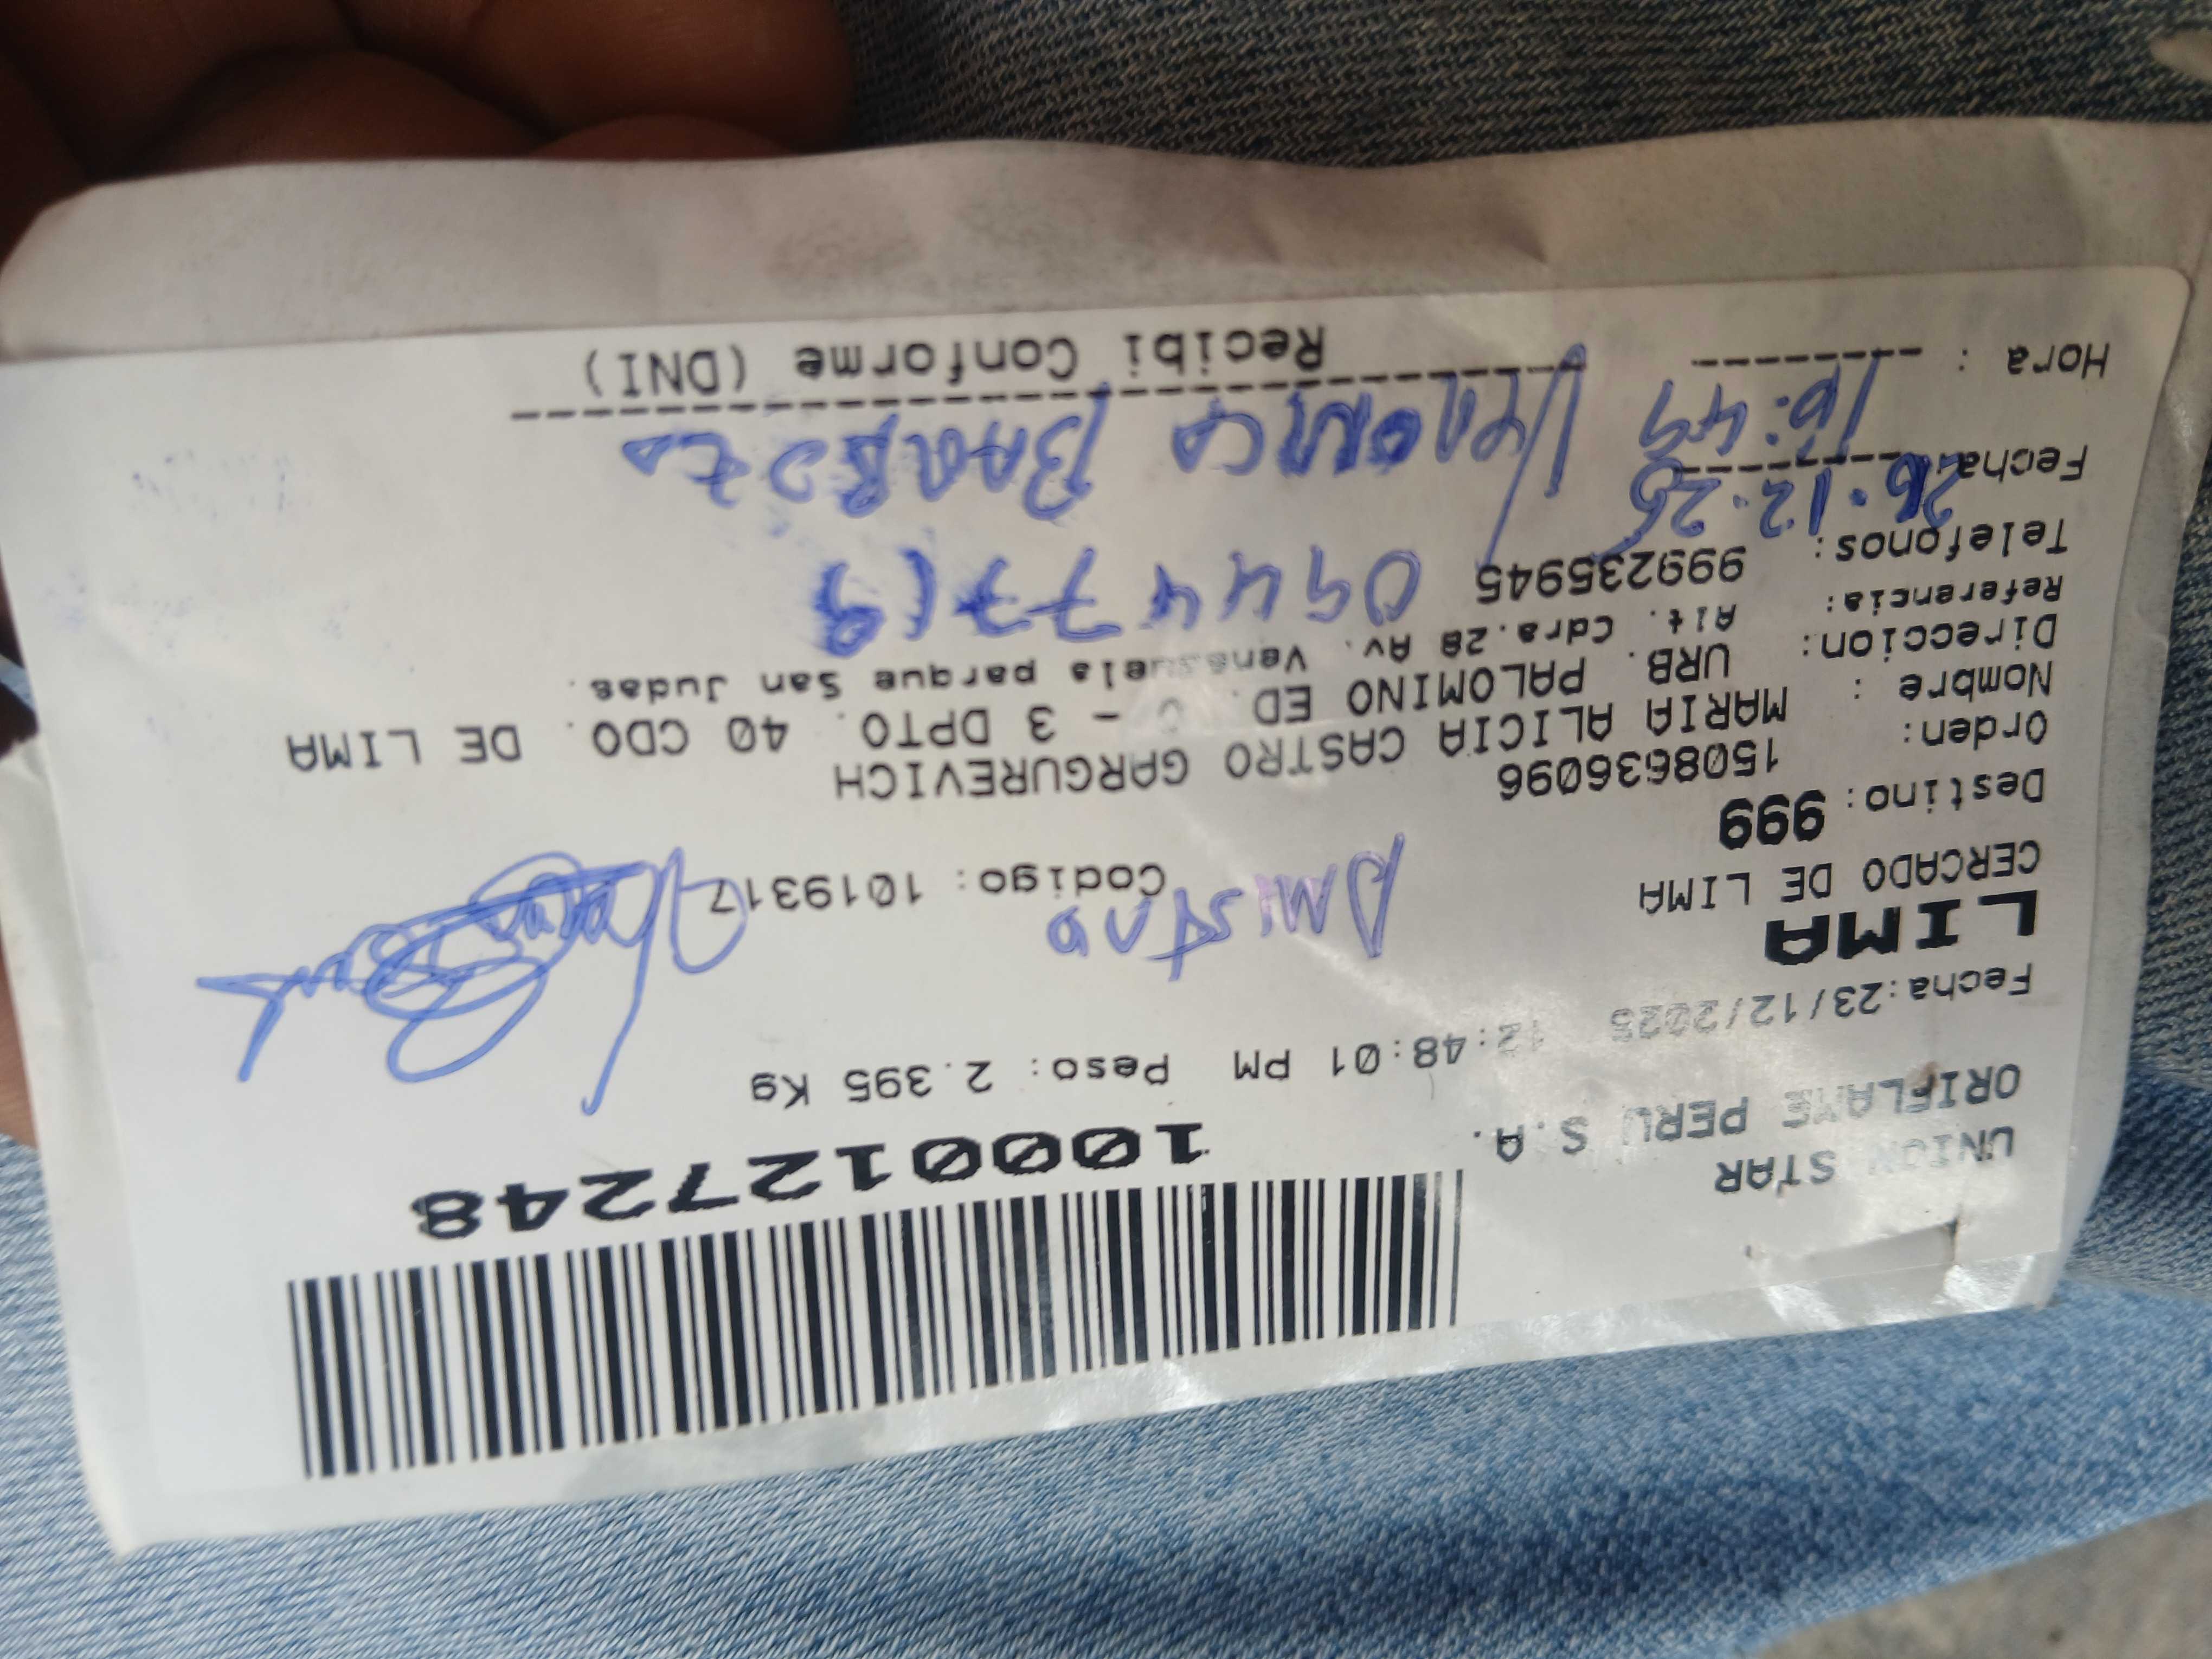 UNION STAR
ORIFLAME PERU S.A.
1000127248
Fecha:23/12/2025 12:48:01 PM Peso: 2.395 Kg
LIMA
CERCADO DE LIMA
Codigo: 1019317
Destino: 999
Orden: 1508636096
Nombre : MARIA ALICIA CASTRO GARGUREVICH
Direccion: URB. PALOMINO ED. - 3 DPTO. 40 CDO. DE LIMA
Referencia: Alt. Cdra.28 Av. Venezuela parque San Judas.
Telefonos: 999235945
Fecha: 26.12.25
Hora : 16:49
Veronica
Recibi Conforme (DNI)